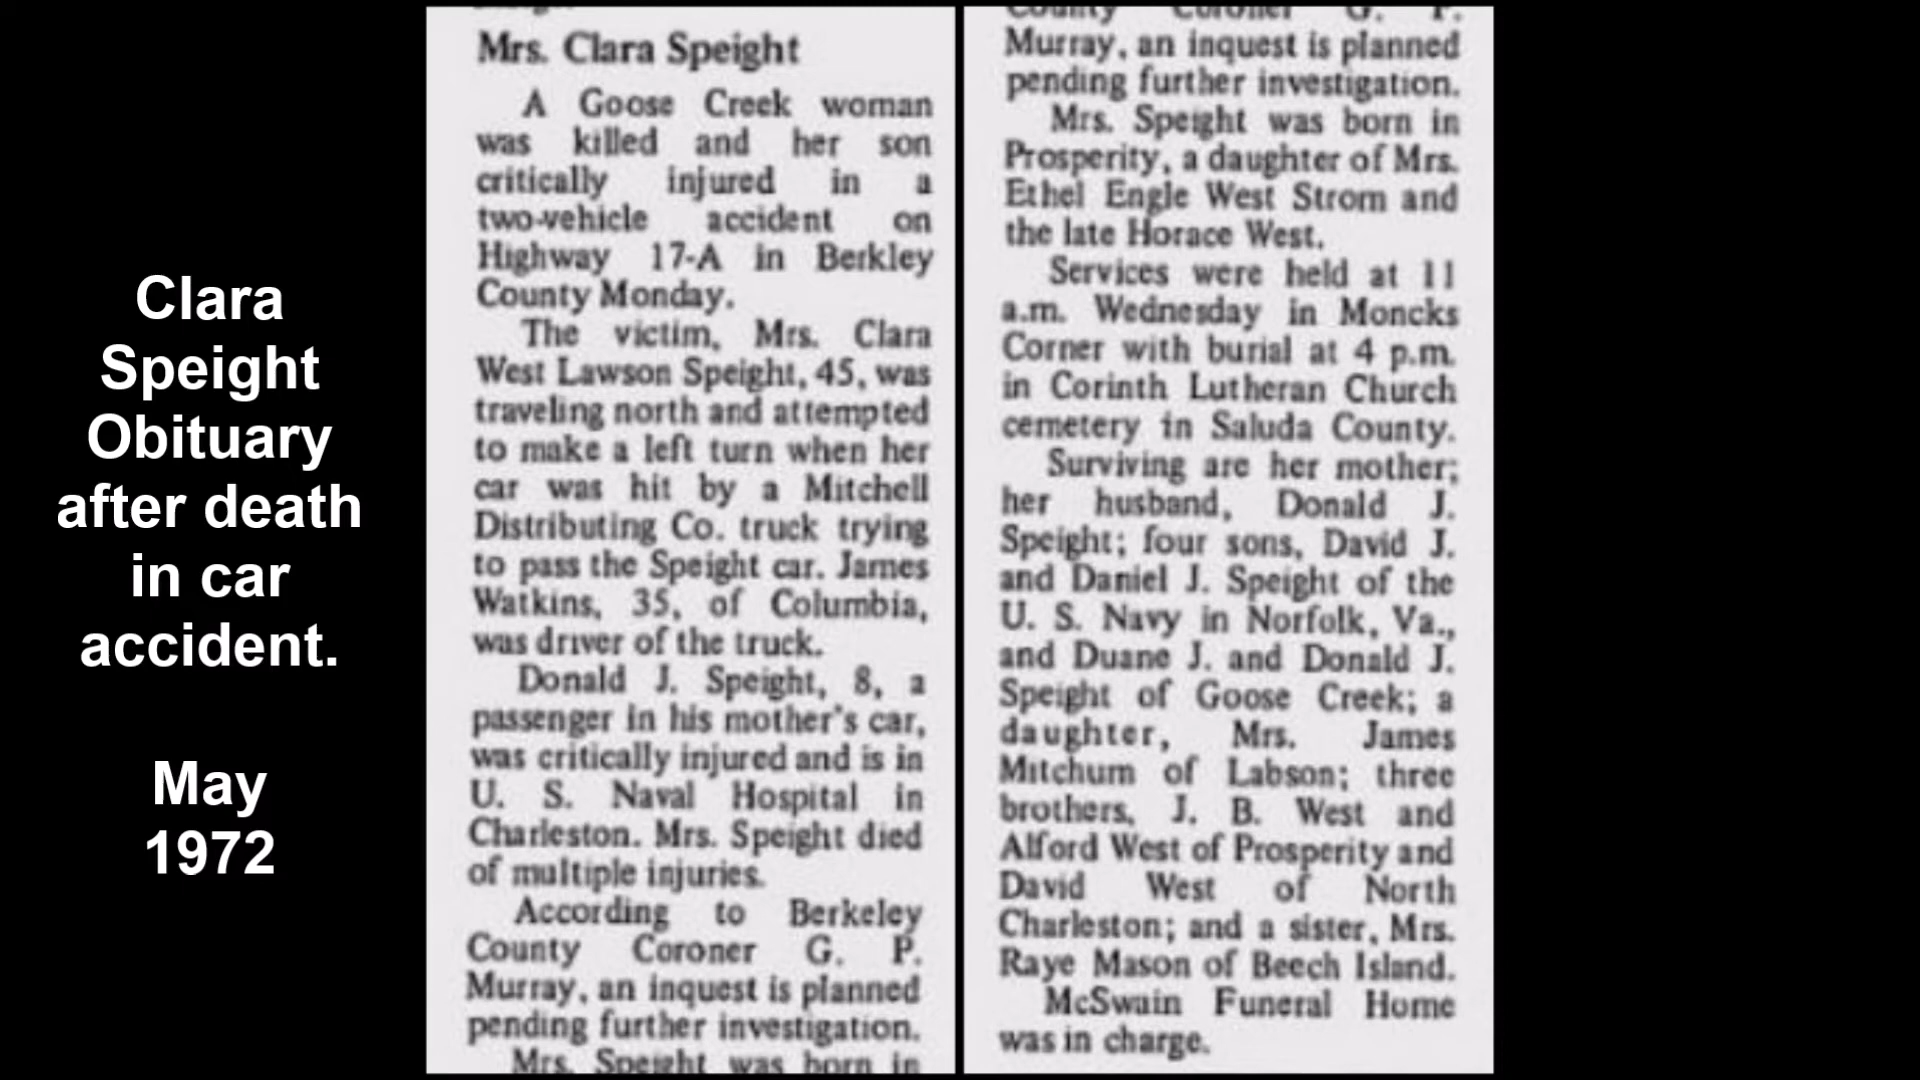 Clara
Speight
Obituary
after death
in car
accident.
May
1972
Mrs. Clara Speight
A Goose Creek woman
was killed and her son
critically injured in a
two-vehicle accident on
Highway 17-A in Berkley
County Monday.
The victim, Mrs. Clara
West Lawson Speight, 45, was
traveling north and attempted
to make a left turn when her
car was hit by a Mitchell
Distributing Co. truck trying
to pass the Speight car. James
Watkins, 35, of Columbia,
was driver of the truck.
Donald J. Speight, 8, a
passenger in his mother's car,
was critically injured and is in
U. S. Naval Hospital in
Charleston. Mrs. Speight died
of multiple injuries.
According to Berkeley
County Coroner G. P.
Murray, an inquest is planned
pending further investigation.
Mrs. Speight was born in
County Coroner G. P.
Murray, an inquest is planned
pending further investigation.
Mrs. Speight was born in
Prosperity, a daughter of Mrs.
Ethel Engle West Strom and
the late Horace West.
Services were held at 11
a.m. Wednesday in Moncks
Corner with burial at 4 p.m.
in Corinth Lutheran Church
cemetery in Saluda County.
Surviving are her mother;
her husband, Donald J.
Speight; four sons, David J.
and Daniel J. Speight of the
U. S. Navy in Norfolk, Va.,
and Duane J. and Donald J.
Speight of Goose Creek; a
daughter, Mrs. James
Mitchum of Labson; three
brothers, J. B. West and
Alford West of Prosperity and
David West of North
Charleston; and a sister, Mrs.
Raye Mason of Beech Island.
McSwain Funeral Home
was in charge.